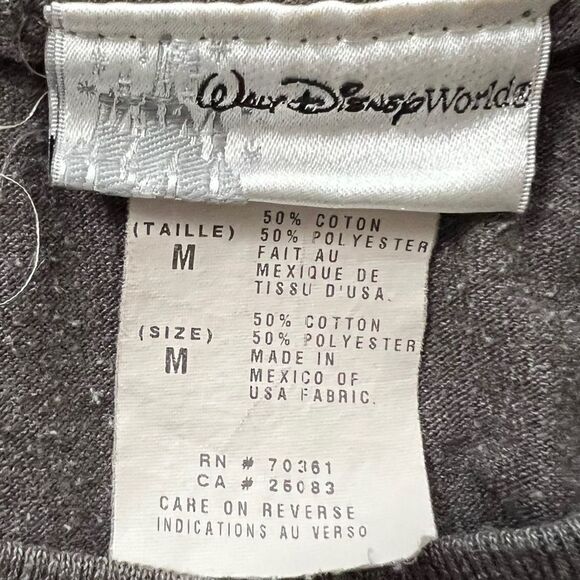 Walt Disney World®
(TAILLE)
M
50% COTON
50% POLYESTER
FAIT AU
MEXIQUE DE
TISSU D'USA.
(SIZE)
M
50% COTTON
50% POLYESTER
MADE IN
MEXICO OF
USA FABRIC.
RN # 70361
CA # 26083
CARE ON REVERSE
INDICATIONS AU VERSO